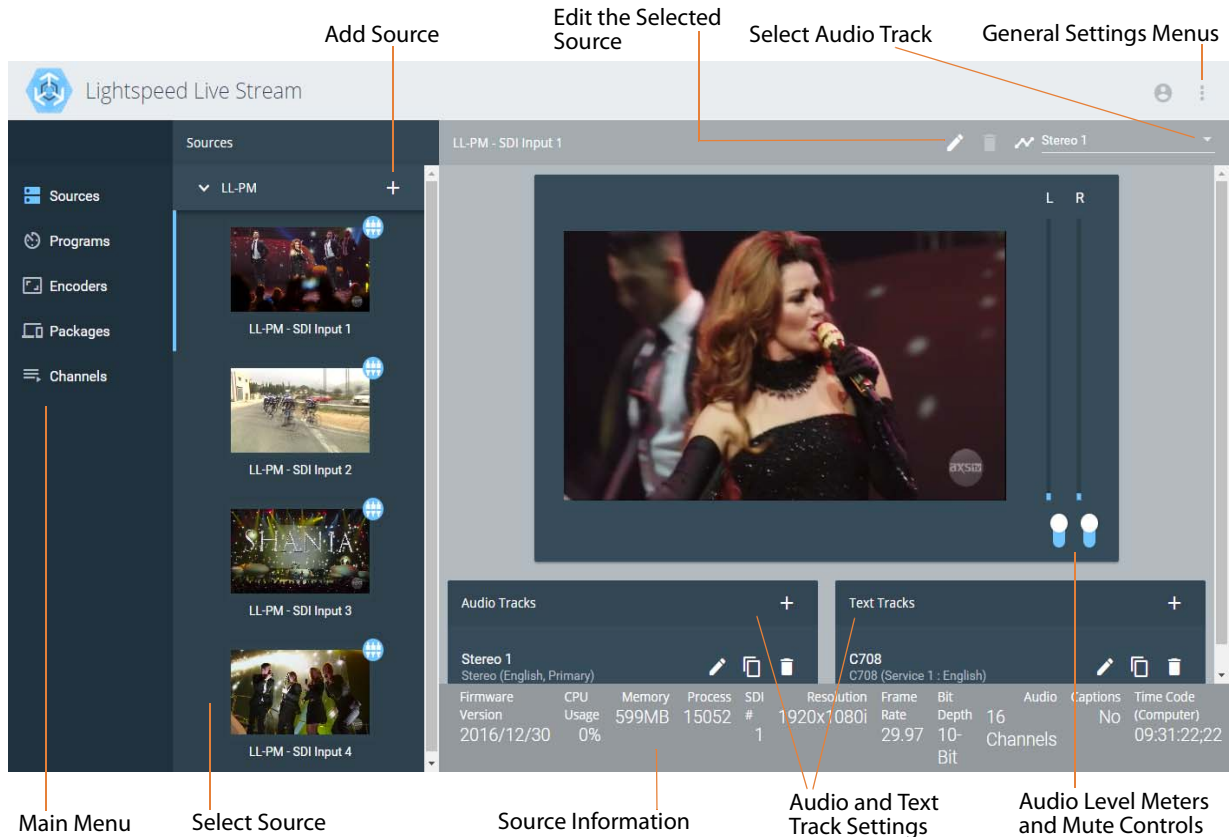 Add Source
Edit the Selected
Source
Select Audio Track
General Settings Menus
Lightspeed Live Stream
Sources
LL-PM - SDI Input 1
Stereo 1
LL-PM
L R
Sources
Programs
Encoders
Packages
Channels
LL-PM - SDI Input 1
LL-PM - SDI Input 2
SHANIA
LL-PM - SDI Input 3
LL-PM - SDI Input 4
axstv
Audio Tracks
Stereo 1
Stereo (English, Primary)
Text Tracks
C708
C708 (Service 1 : English)
Firmware
Version
2016/12/30
CPU
Usage
0%
Memory
599MB
Process
15052
SDI
#
1
Resolution
1920x1080i
Frame
Rate
29.97
Bit
Depth
10-
Bit
Audio
16
Channels
Captions
No
Time Code
(Computer)
09:31:22;22
Main Menu
Select Source
Source Information
Audio and Text
Track Settings
Audio Level Meters
and Mute Controls